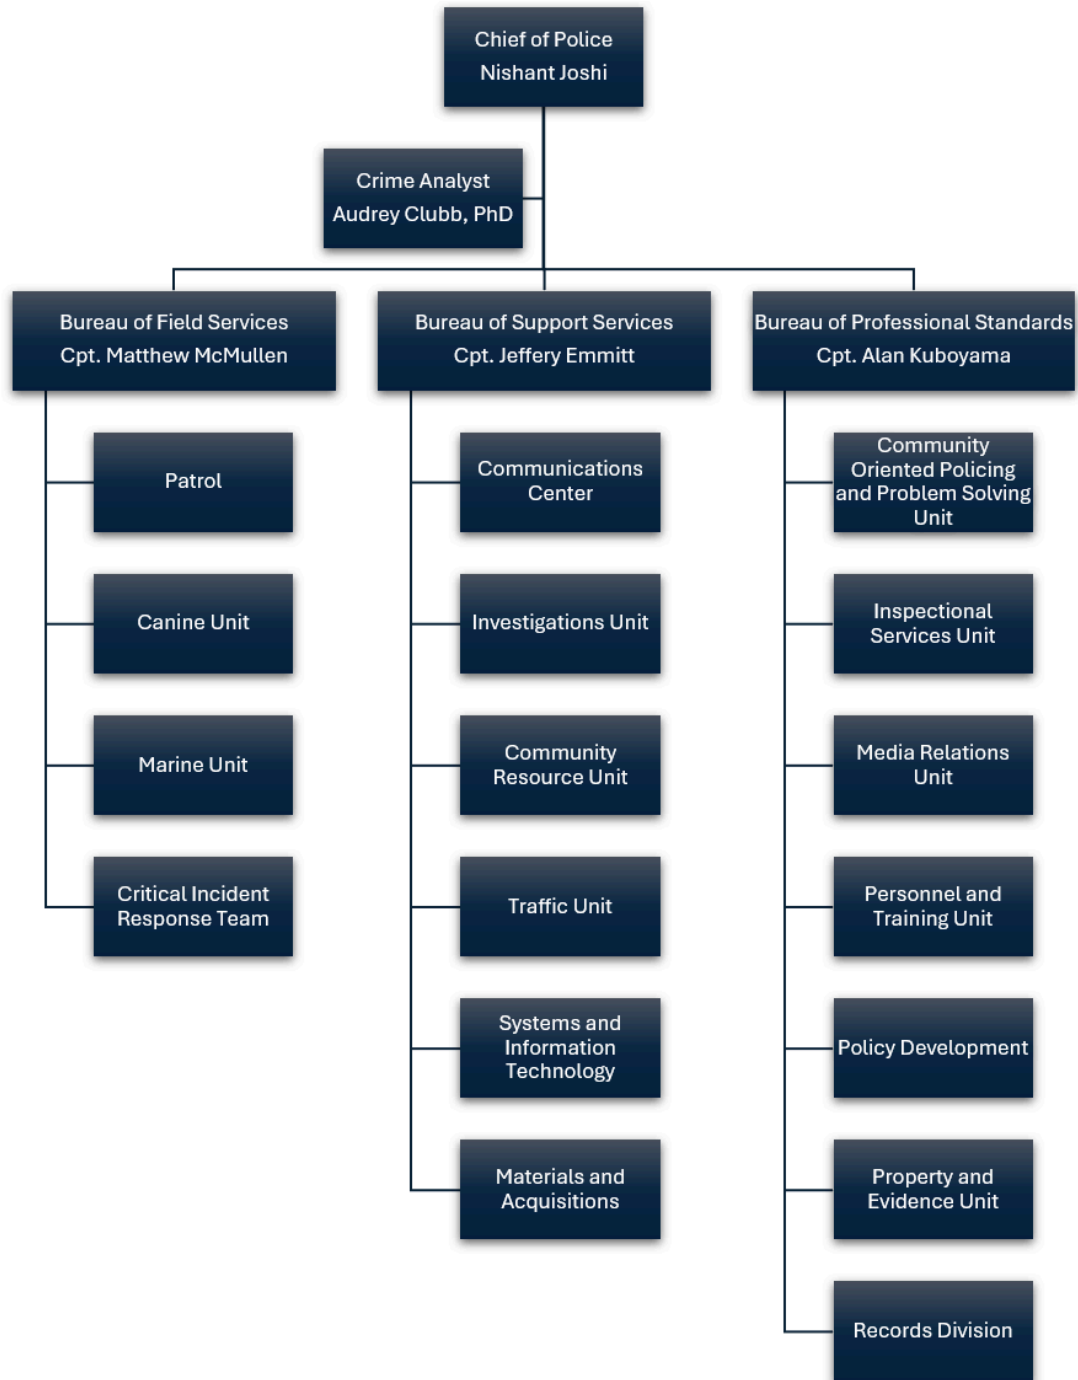 Chief of Police
Nishant Joshi
Crime Analyst
Audrey Clubb, PhD
Bureau of Field Services
Cpt. Matthew McMullen
Patrol
Canine Unit
Marine Unit
Critical Incident
Response Team
Bureau of Support Services
Cpt. Jeffery Emmitt
Communications
Center
Investigations Unit
Community
Resource Unit
Traffic Unit
Systems and
Information
Technology
Materials and
Acquisitions
Bureau of Professional Standards
Cpt. Alan Kuboyama
Community
Oriented Policing
and Problem Solving
Unit
Inspectional
Services Unit
Media Relations
Unit
Personnel and
Training Unit
Policy Development
Property and
Evidence Unit
Records Division